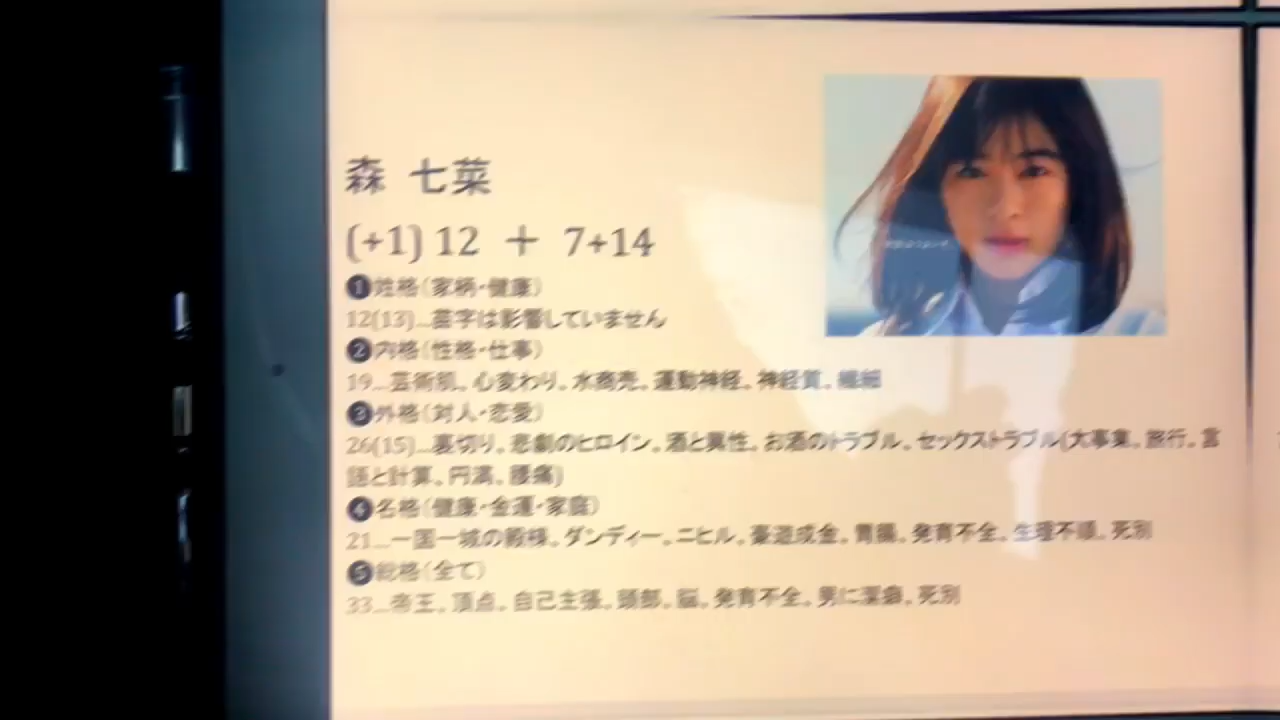 森 七菜
(+1) 12 ＋ 7+14
❶姓格(家柄・健康)
12(13)…苗字は影響していません
❷内格(性格・仕事)
19…芸術肌、心変わり、水商売、運動神経、神経質、繊細
❸外格(対人・恋愛)
26(15)…裏切り、悲劇のヒロイン、酒と異性、お酒のトラブル、セックストラブル(大事業、旅行、言
語と計算、円満、腰痛)
❹名格(健康・金運・家庭)
21…一国一城の殿様、ダンディー、ニヒル、豪遊成金、胃腸、発育不全、生理不順、死別
❺総格(全て)
33…帝王、頂点、自己主張、頭部、脳、発育不全、男に潔癖、死別